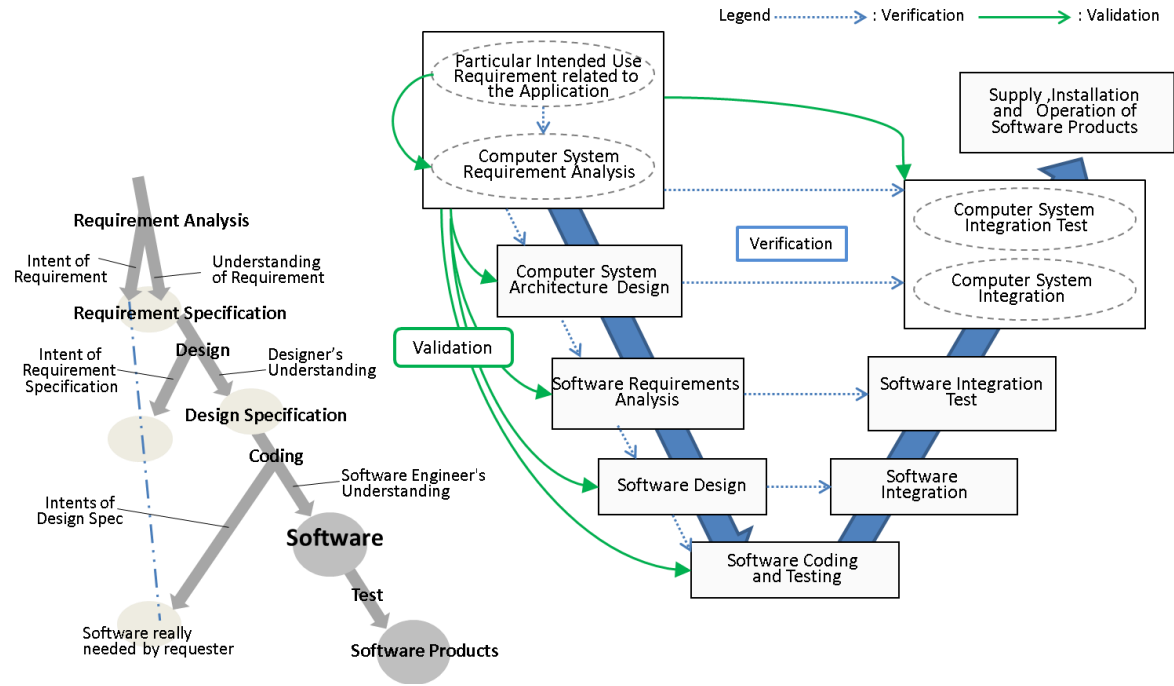 Legend : Verification : Validation
Particular Intended Use
Requirement related to
the Application
Computer System
Requirement Analysis
Supply ,Installation
and Operation of
Software Products
Computer System
Integration Test
Computer System
Integration
Verification
Computer System
Architecture Design
Validation
Software Requirements
Analysis
Software Integration
Test
Software Design
Software
Integration
Software Coding
and Testing
Requirement Analysis
Intent of
Requirement
Understanding
of Requirement
Requirement Specification
Design
Intent of
Requirement
Specification
Designer's
Understanding
Design Specification
Coding
Software Engineer's
Understanding
Intents of
Design Spec
Software
Test
Software really
needed by requester
Software Products